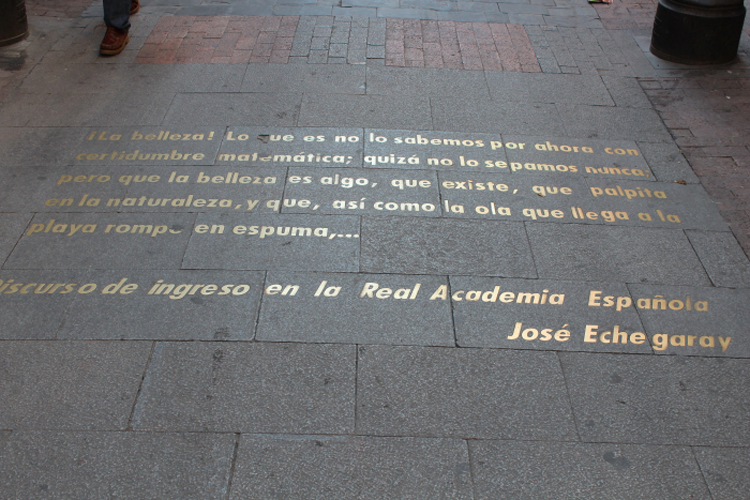 ¡La belleza! Lo que es no lo sabemos por ahora con
certidumbre matemática; quizá no lo sepamos nunca,
pero que la belleza es algo, que existe, que palpita
en la naturaleza, y que, así como la ola que llega a la
playa rompe en espuma,...
Discurso de ingreso en la Real Academia Española
José Echegaray